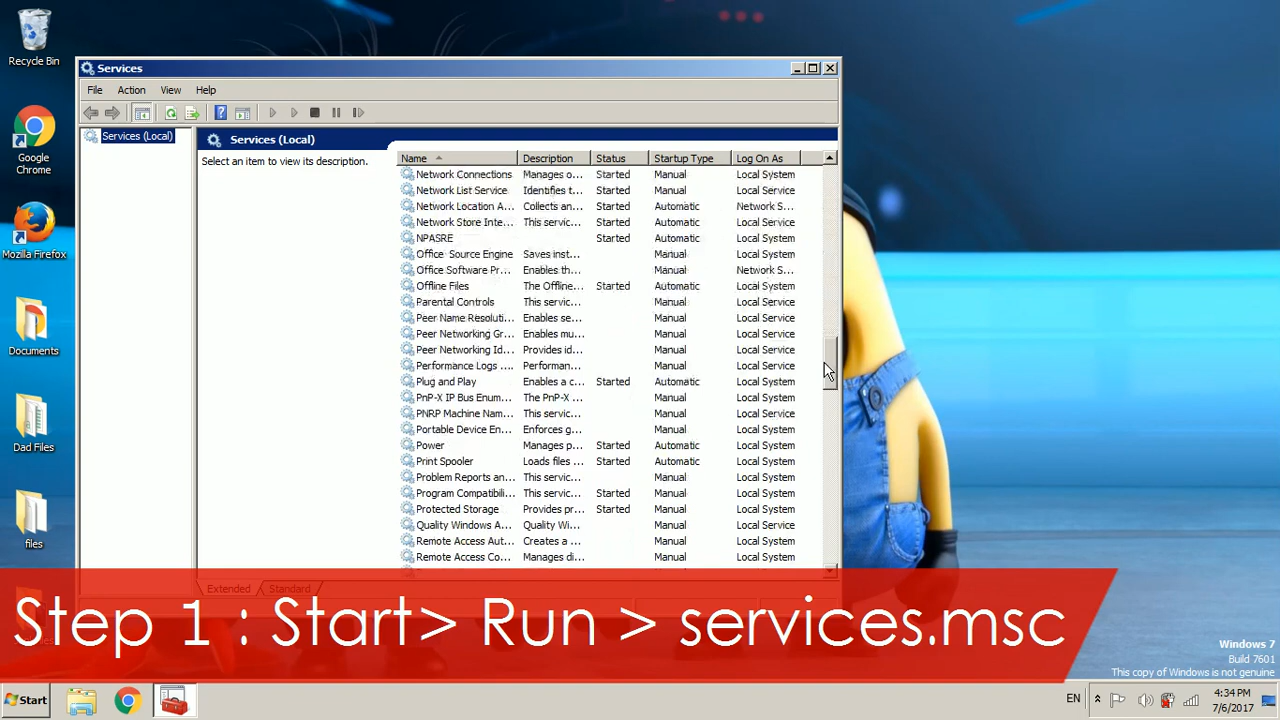 Recycle Bin
Google
Chrome
Mozilla Firefox
Documents
Dad Files
files
Services
File Action View Help
Services (Local)
Services (Local)
Select an item to view its description.
Name Description Status Startup Type Log On As
Network Connections Manages o... Started Manual Local System
Network List Service Identifies t... Started Manual Local Service
Network Location A... Collects an... Started Automatic Network S...
Network Store Inte... This servic... Started Automatic Local Service
NPASRE Started Automatic Local System
Office Source Engine Saves inst... Manual Local System
Office Software Pr... Enables th... Manual Network S...
Offline Files The Offline... Started Automatic Local System
Parental Controls This servic... Manual Local Service
Peer Name Resoluti... Enables se... Manual Local Service
Peer Networking Gr... Enables mu... Manual Local Service
Peer Networking Id... Provides id... Manual Local Service
Performance Logs ... Performan... Manual Local Service
Plug and Play Enables a c... Started Automatic Local System
PnP-X IP Bus Enum... The PnP-X ... Manual Local System
PNRP Machine Nam... This servic... Manual Local Service
Portable Device En... Enforces g... Manual Local System
Power Manages p... Started Automatic Local System
Print Spooler Loads files ... Started Automatic Local System
Problem Reports an... This servic... Manual Local System
Program Compatibili... This servic... Started Manual Local System
Protected Storage Provides pr... Started Manual Local System
Quality Windows A... Quality Wi... Manual Local Service
Remote Access Aut... Creates a ... Manual Local System
Remote Access Co... Manages di... Manual Local System
Extended Standard
Step 1 : Start> Run > services.msc
Windows 7
Build 7601
This copy of Windows is not genuine
Start
EN
4:34 PM
7/6/2017